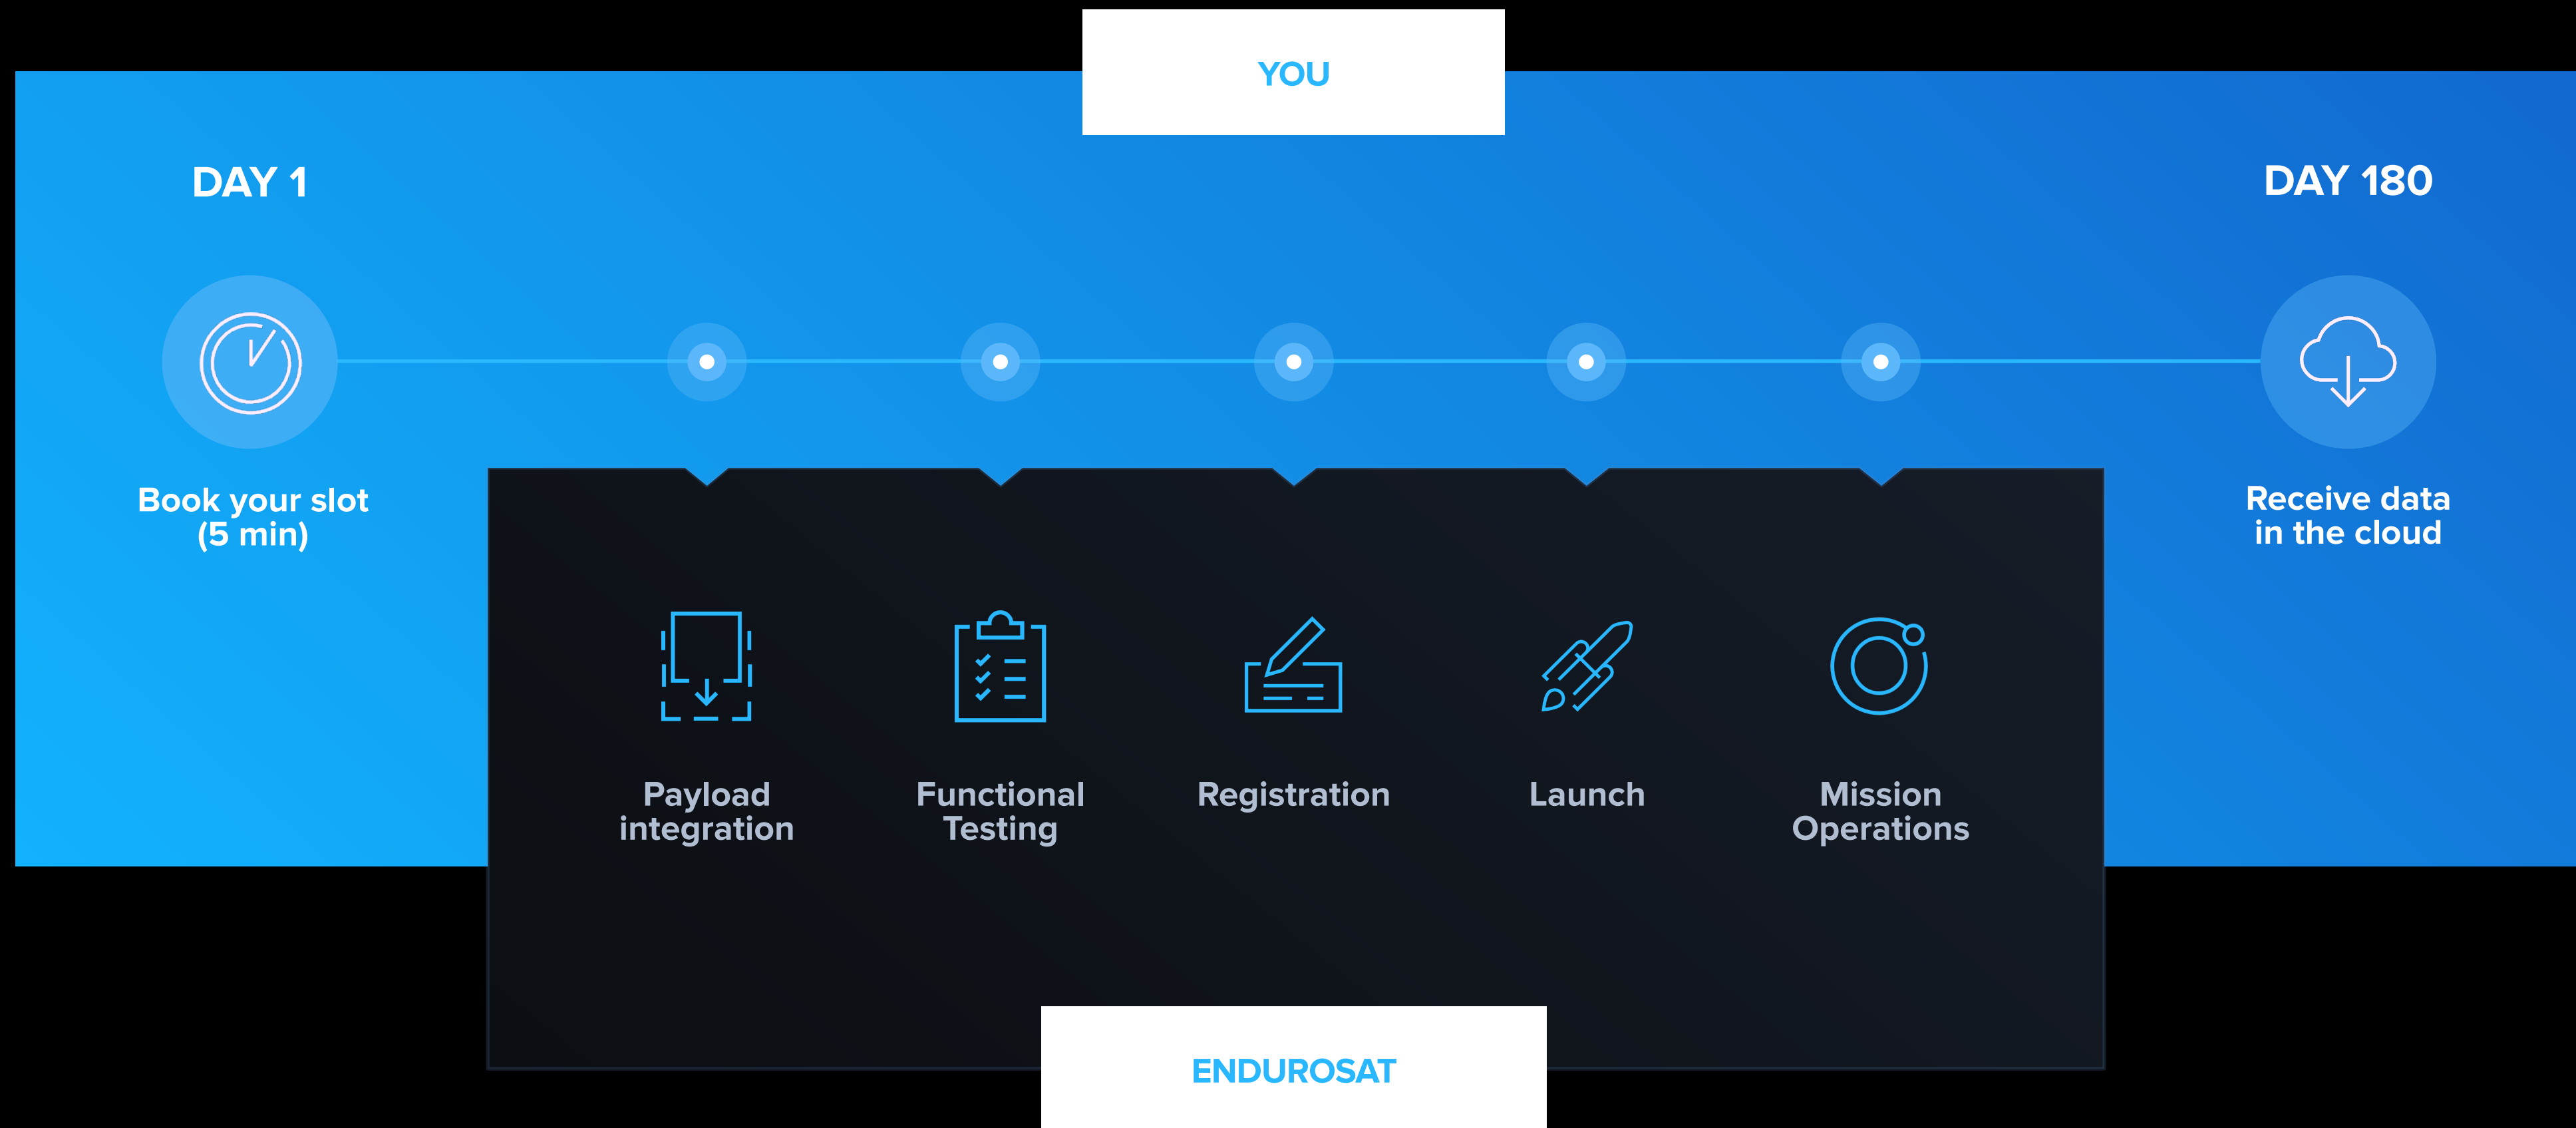 YOU
DAY 1
DAY 180
Book your slot
(5 min)
Receive data
in the cloud
Payload
integration
Functional
Testing
Registration
Launch
Mission
Operations
ENDUROSAT